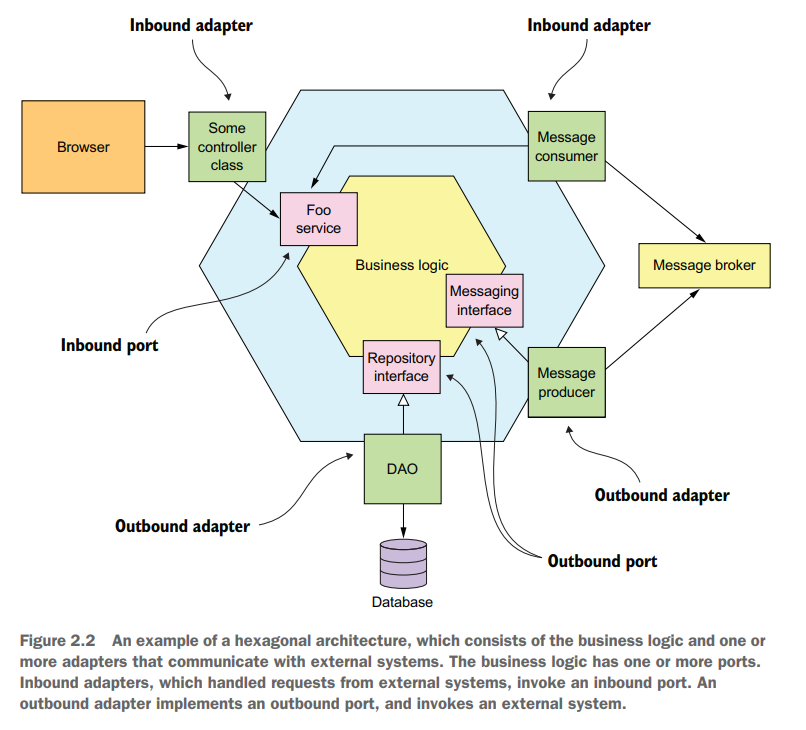 Inbound adapter
Inbound adapter
Browser
Some
controller
class
Message
consumer
Foo
service
Business logic
Message broker
Messaging
interface
Inbound port
Repository
interface
Message
producer
DAO
Outbound adapter
Outbound adapter
Outbound port
Database
Figure 2.2 An example of a hexagonal architecture, which consists of the business logic and one or
more adapters that communicate with external systems. The business logic has one or more ports.
Inbound adapters, which handled requests from external systems, invoke an inbound port. An
outbound adapter implements an outbound port, and invokes an external system.